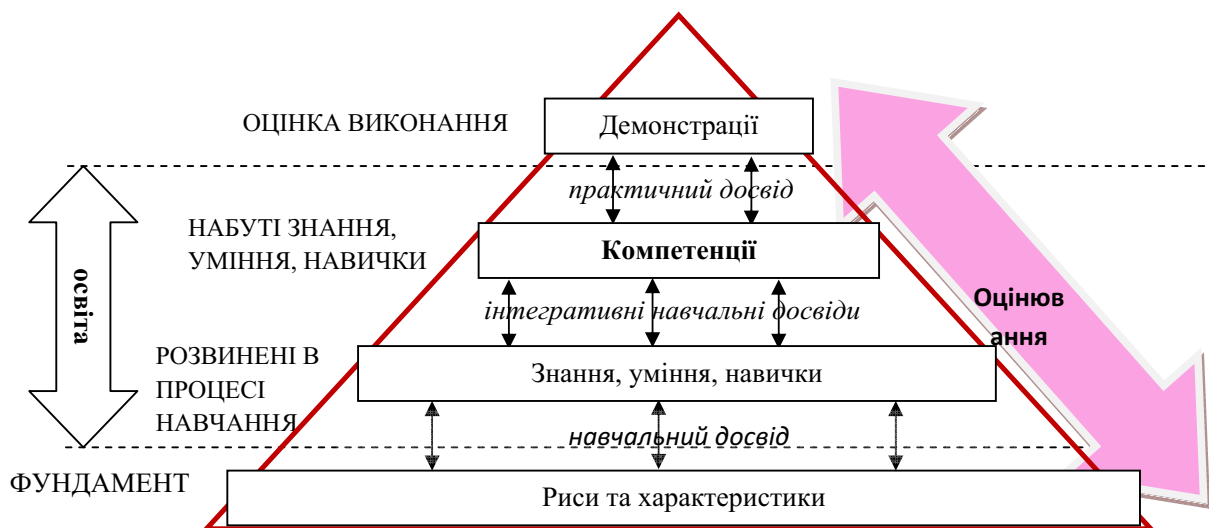 ОЦІНКА ВИКОНАННЯ
Демонстрації
практичний досвід
НАБУТІ ЗНАННЯ,
УМІННЯ, НАВИЧКИ
Компетенції
освіта
інтегративні навчальні досвіди
Оцінюв
ання
РОЗВИНЕНІ В
ПРОЦЕСІ
НАВЧАННЯ
Знання, уміння, навички
навчальний досвід
ФУНДАМЕНТ
Риси та характеристики